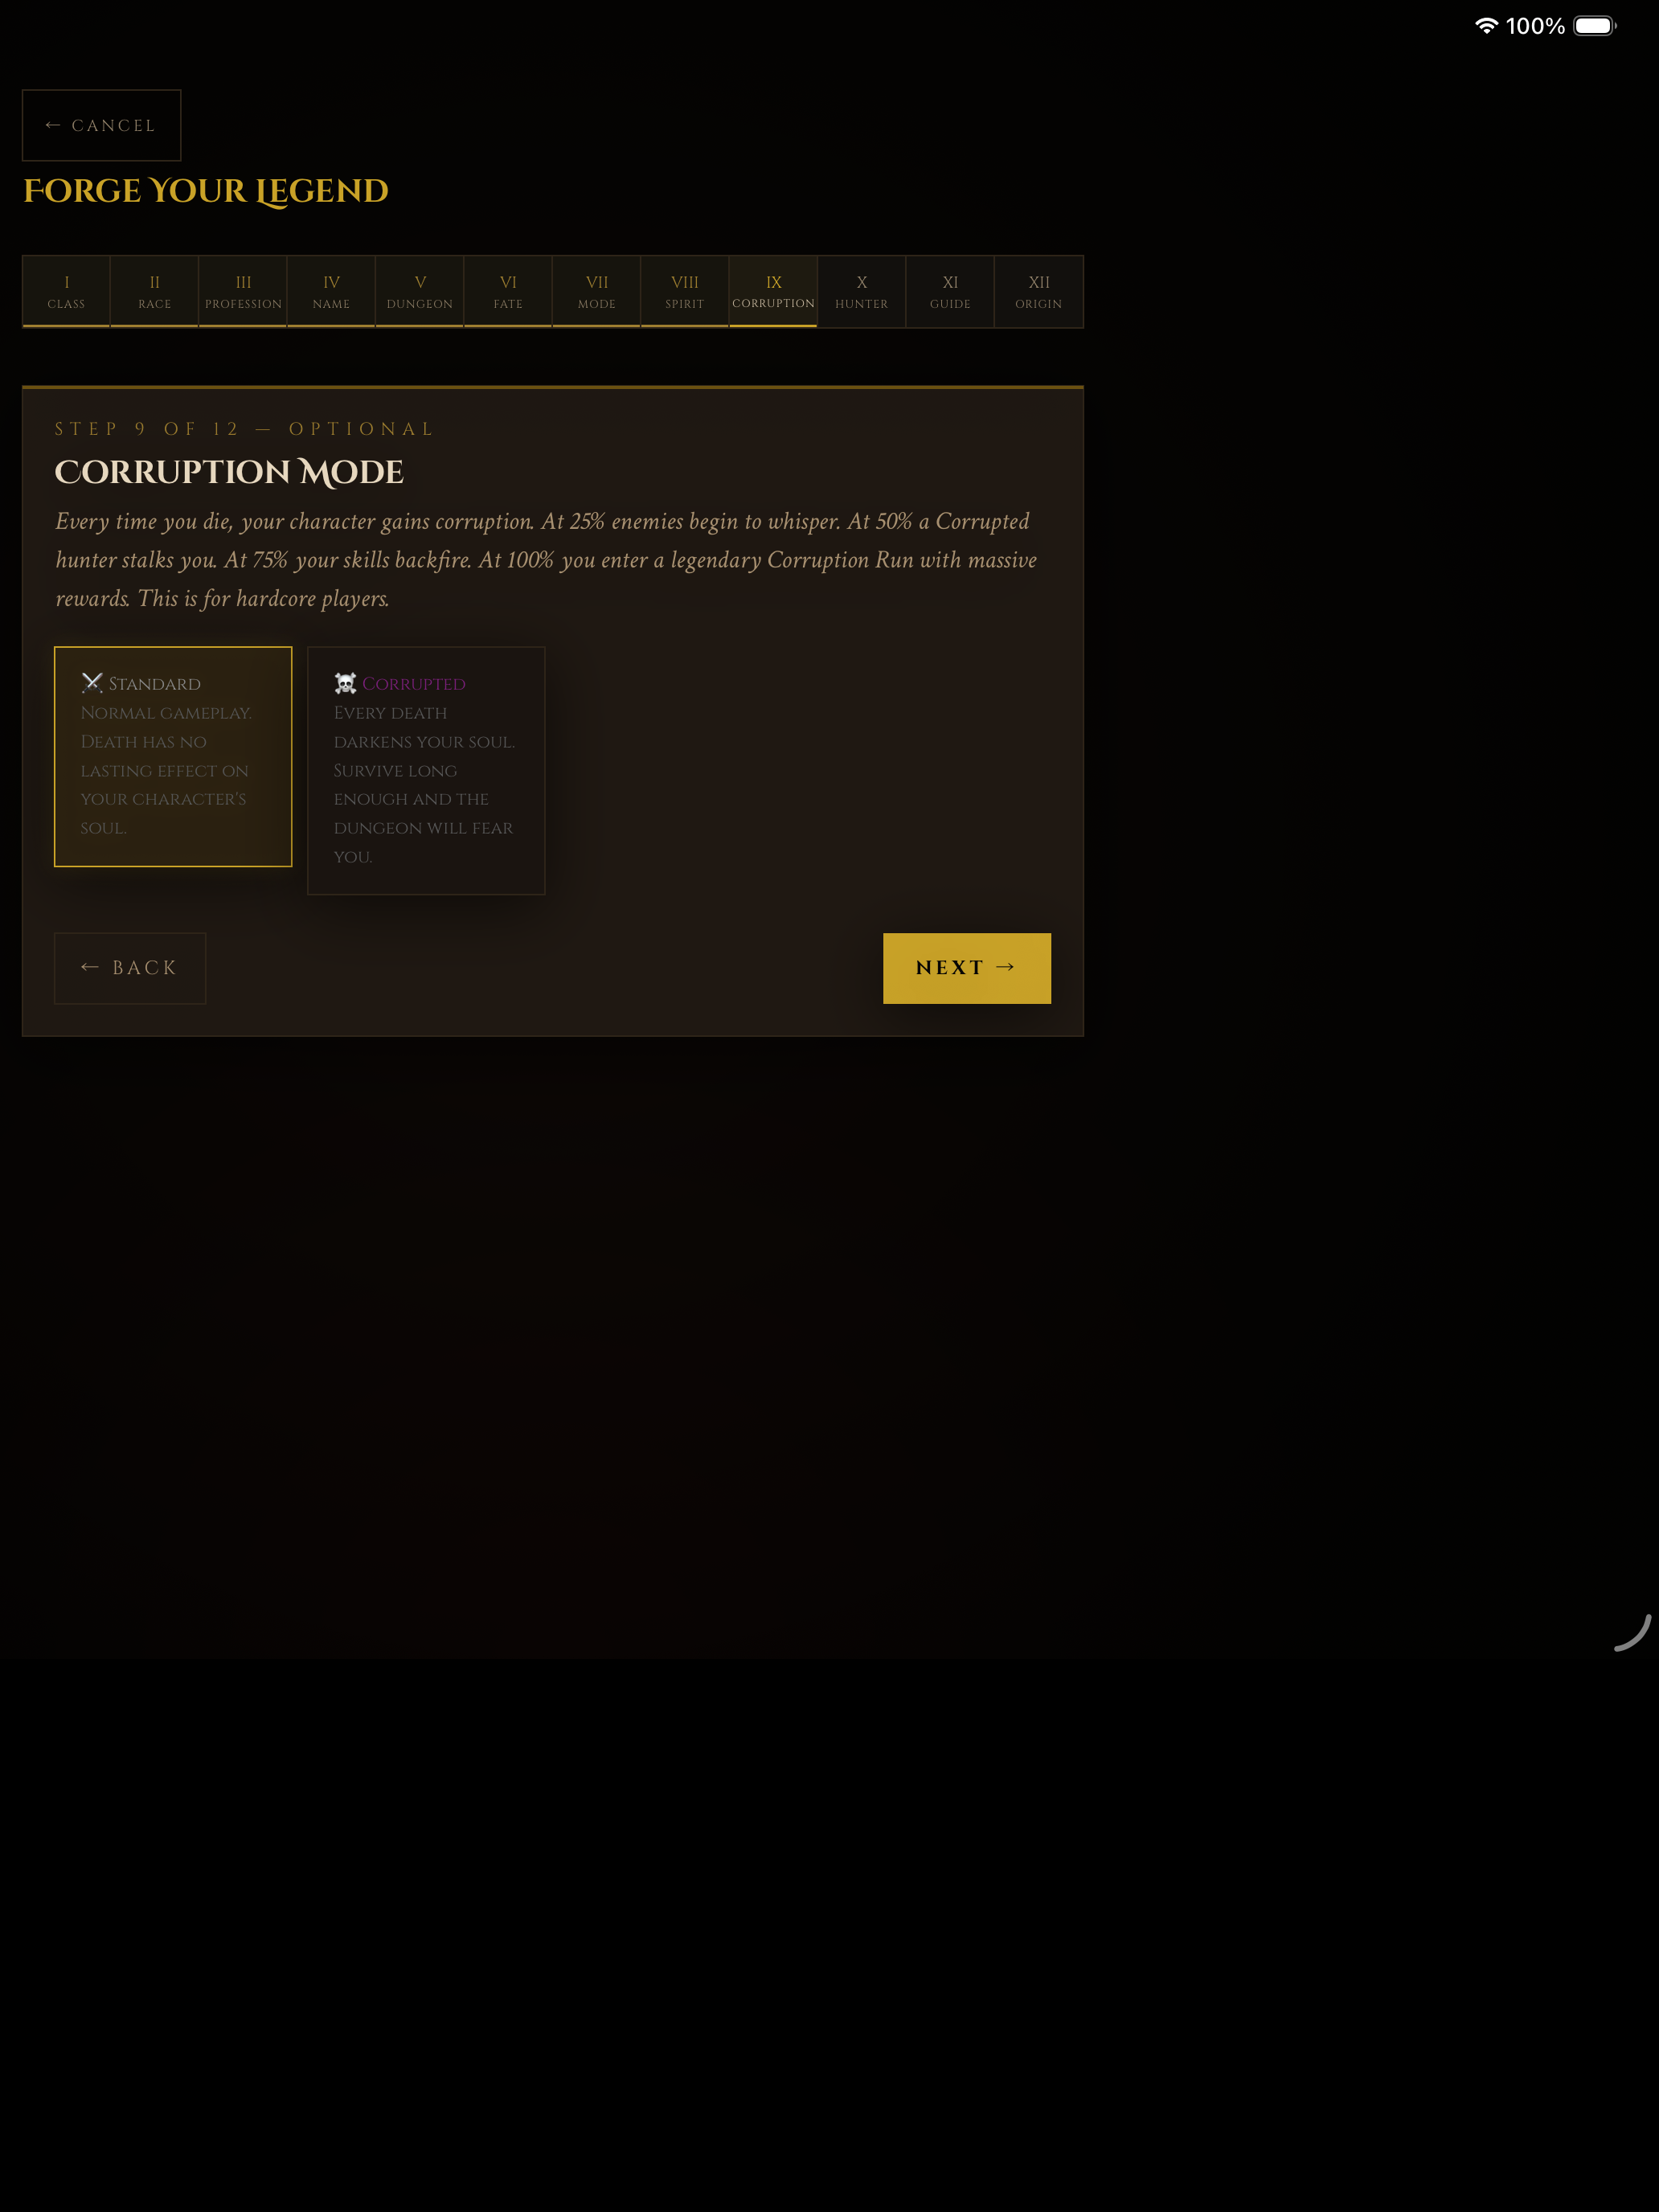 100%
← CANCEL
Forge Your Legend
I
CLASS
II
RACE
III
PROFESSION
IV
NAME
V
DUNGEON
VI
FATE
VII
MODE
VIII
SPIRIT
IX
CORRUPTION
X
HUNTER
XI
GUIDE
XII
ORIGIN
STEP 9 OF 12 — OPTIONAL
Corruption Mode
Every time you die, your character gains corruption. At 25% enemies begin to whisper. At 50% a Corrupted
hunter stalks you. At 75% your skills backfire. At 100% you enter a legendary Corruption Run with massive
rewards. This is for hardcore players.
⚔️ Standard
Normal gameplay.
Death has no
lasting effect on
your character's
soul.
☠️ Corrupted
Every death
darkens your soul.
Survive long
enough and the
dungeon will fear
you.
← BACK
NEXT →